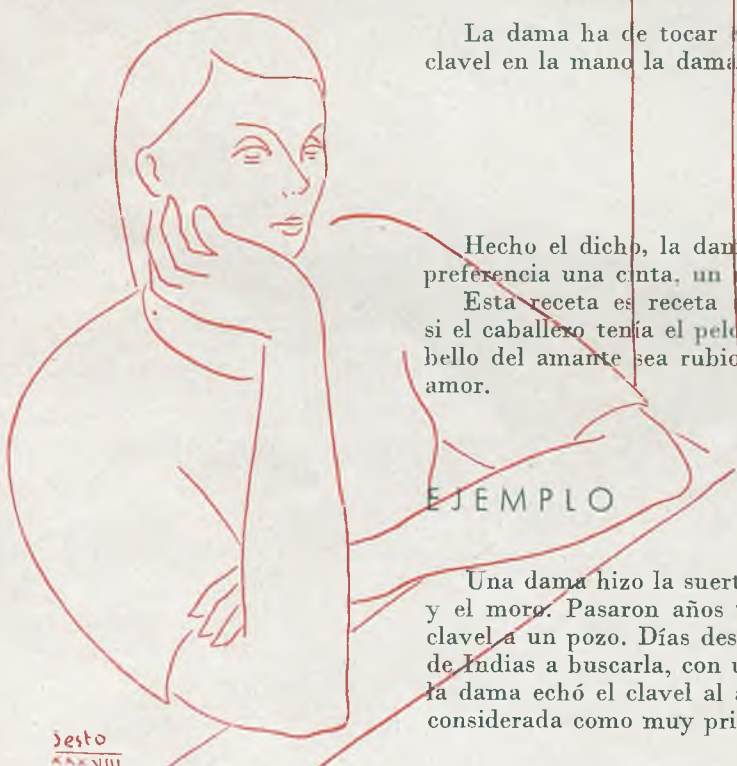 La dama ha de tocar
clavel en la mano la dama
Hecho el dicho, la dam
preferencia una cinta, un
Esta receta es receta
si el caballero tenía el pelo
bello del amante sea rubio
amor.
EJEMPLO
Una dama hizo la suert
y el moro. Pasaron años
clavel a un pozo. Días des
de Indias a buscarla, con u
la dama echó el clavel al a
considerada como muy pri
Sesto
XXXVIII